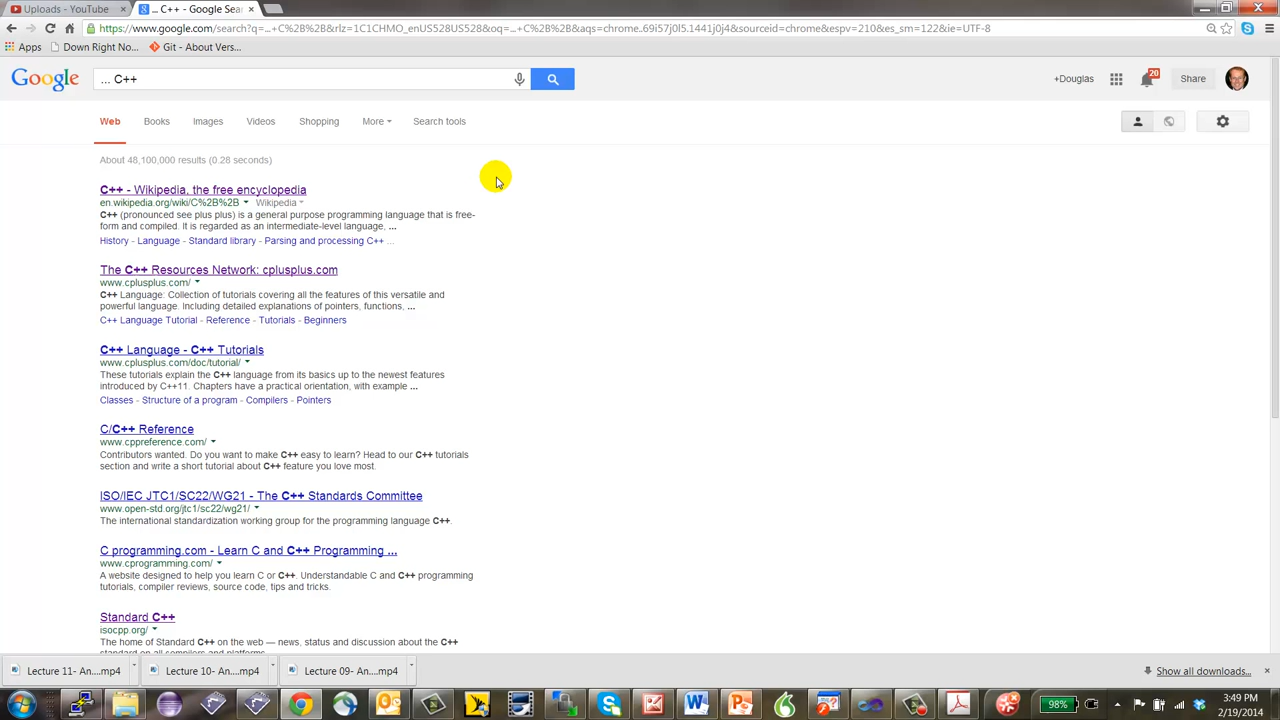 Uploads - YouTube
... C++ - Google Search
https://www.google.com/search?q=...+C%2B%2B&rlz=1C1CHMO_enUS528US528&oq=...+C%2B%2B&aqs=chrome..69i57j0l5.1441j0j4&sourceid=chrome&espv=210&es_sm=122&ie=UTF-8
Apps Down Right No... Git - About Vers...
Google ... C++ +Douglas 20 Share
Web Books Images Videos Shopping More Search tools
About 48,100,000 results (0.28 seconds)
C++ - Wikipedia, the free encyclopedia
en.wikipedia.org/wiki/C%2B%2B Wikipedia
C++ (pronounced see plus plus) is a general purpose programming language that is free-
form and compiled. It is regarded as an intermediate-level language, ...
History - Language - Standard library - Parsing and processing C++ ...
The C++ Resources Network: cplusplus.com
www.cplusplus.com/
C++ Language: Collection of tutorials covering all the features of this versatile and
powerful language. Including detailed explanations of pointers, functions, ...
C++ Language Tutorial - Reference - Tutorials - Beginners
C++ Language - C++ Tutorials
www.cplusplus.com/doc/tutorial/
These tutorials explain the C++ language from its basics up to the newest features
introduced by C++11. Chapters have a practical orientation, with example ...
Classes - Structure of a program - Compilers - Pointers
C/C++ Reference
www.cppreference.com/
Contributors wanted. Do you want to make C++ easy to learn? Head to our C++ tutorials
section and write a short tutorial about C++ feature you love most.
ISO/IEC JTC1/SC22/WG21 - The C++ Standards Committee
www.open-std.org/jtc1/sc22/wg21/
The international standardization working group for the programming language C++.
C programming.com - Learn C and C++ Programming ...
www.cprogramming.com/
A website designed to help you learn C or C++. Understandable C and C++ programming
tutorials, compiler reviews, source code, tips and tricks.
Standard C++
isocpp.org/
The home of Standard C++ on the web — news, status and discussion about the C++
standard on all compilers and platforms.
Lecture 11- An....mp4 Lecture 10- An....mp4 Lecture 09- An....mp4 Show all downloads...
98% 3:49 PM
2/19/2014